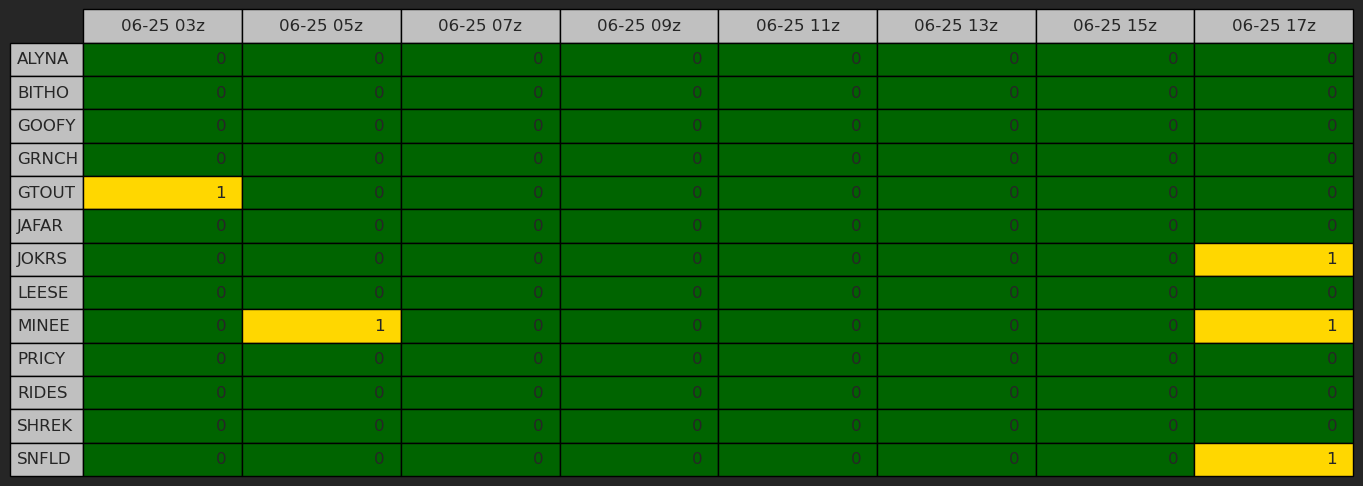 06-25 03z 06-25 05z 06-25 07z 06-25 09z 06-25 11z 06-25 13z 06-25 15z 06-25 17z
ALYNA 0 0 0 0 0 0 0 0
BITHO 0 0 0 0 0 0 0 0
GOOFY 0 0 0 0 0 0 0 0
GRNCH 0 0 0 0 0 0 0 0
GTOUT 1 0 0 0 0 0 0 0
JAFAR 0 0 0 0 0 0 0 0
JOKRS 0 0 0 0 0 0 0 1
LEESE 0 0 0 0 0 0 0 0
MINEE 0 1 0 0 0 0 0 1
PRICY 0 0 0 0 0 0 0 0
RIDES 0 0 0 0 0 0 0 0
SHREK 0 0 0 0 0 0 0 0
SNFLD 0 0 0 0 0 0 0 1